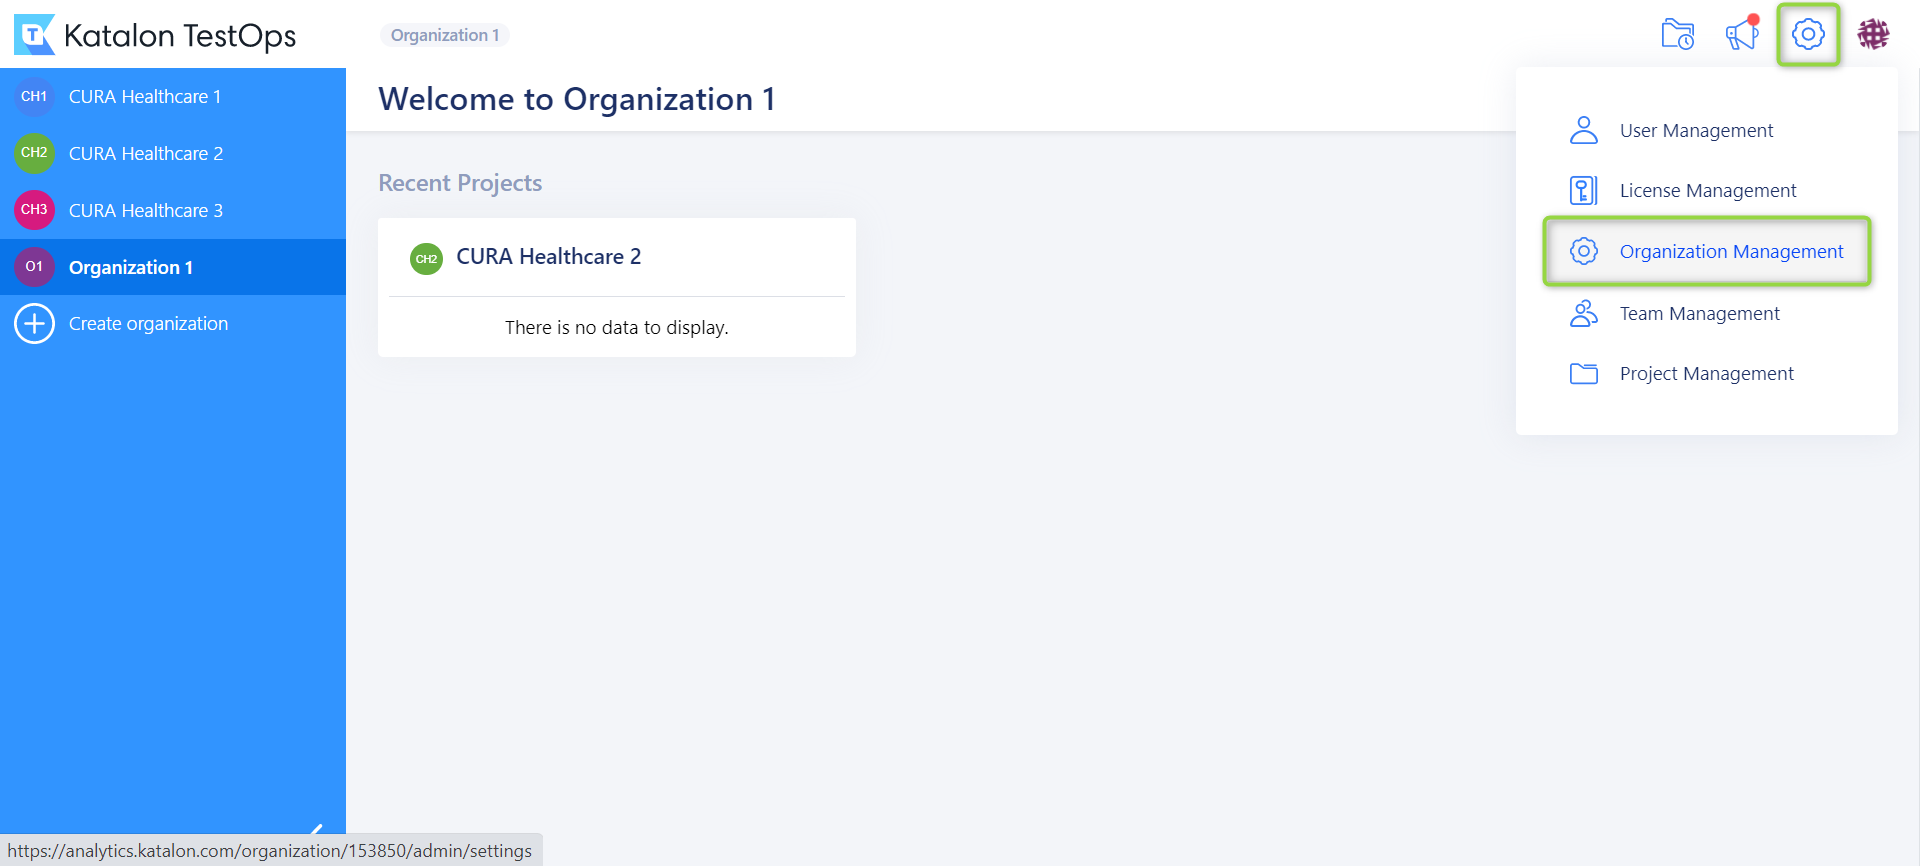 Katalon TestOps
Organization 1
CH1 CURA Healthcare 1
CH2 CURA Healthcare 2
CH3 CURA Healthcare 3
O1 Organization 1
Create organization
Welcome to Organization 1
Recent Projects
CH2 CURA Healthcare 2
There is no data to display.
User Management
License Management
Organization Management
Team Management
Project Management
https://analytics.katalon.com/organization/153850/admin/settings